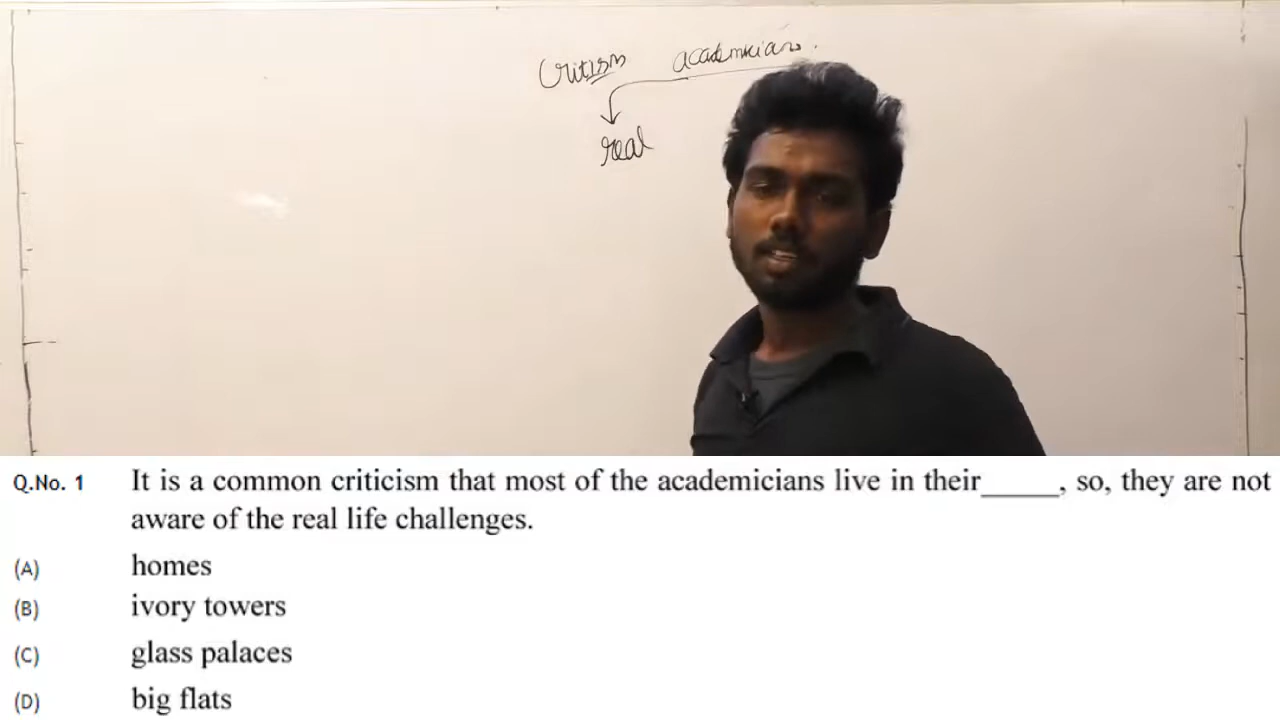 Critism academicians.
real
Q.No. 1 It is a common criticism that most of the academicians live in their_____, so, they are not
aware of the real life challenges.
(A) homes
(B) ivory towers
(C) glass palaces
(D) big flats